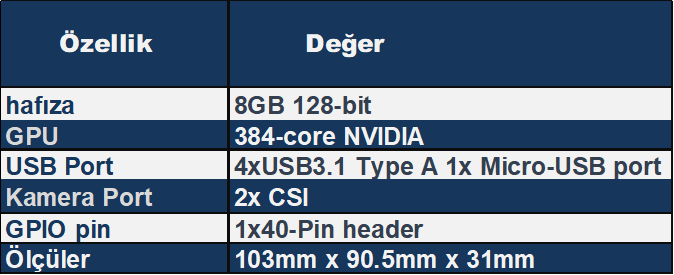 Özellik Değer
hafıza 8GB 128-bit
GPU 384-core NVIDIA
USB Port 4xUSB3.1 Type A 1x Micro-USB port
Kamera Port 2x CSI
GPIO pin 1x40-Pin header
Ölçüler 103mm x 90.5mm x 31mm